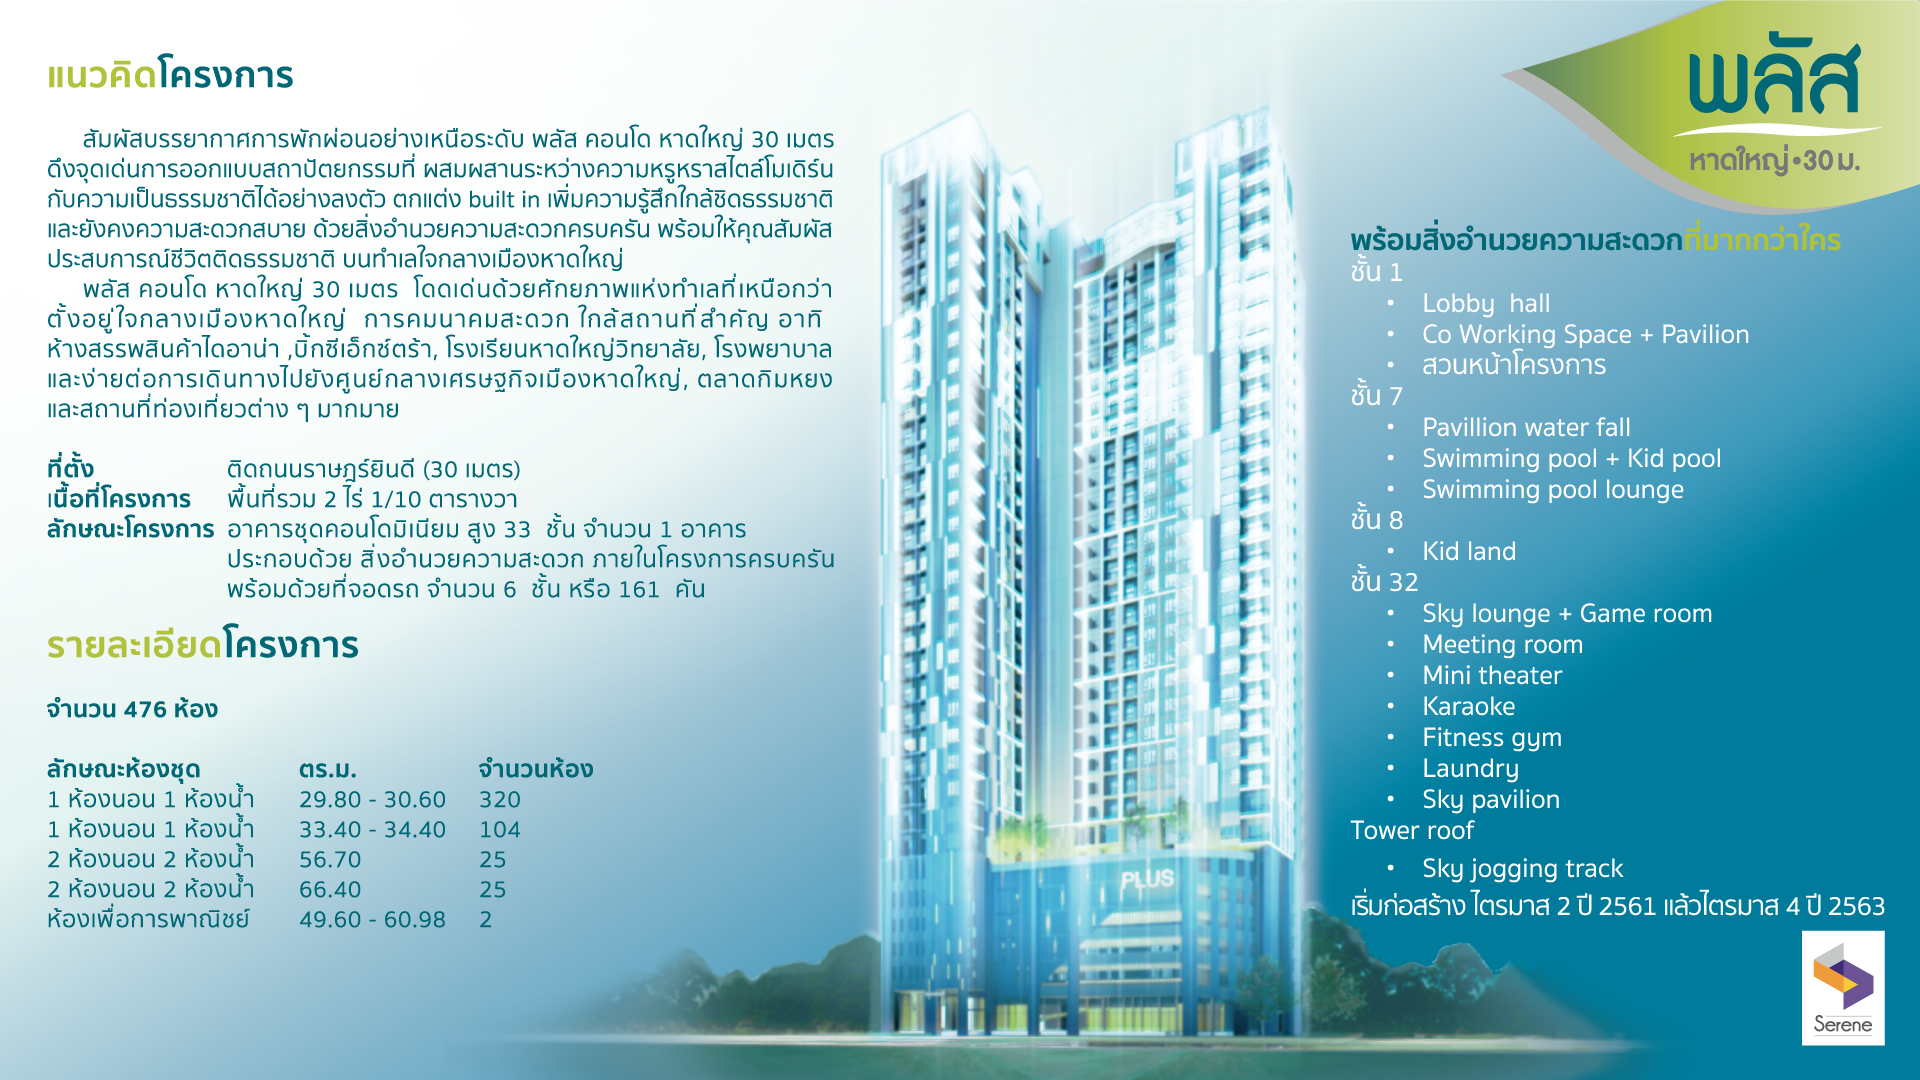 แนวคิดโครงการ
สัมผัสบรรยากาศการพักผ่อนอย่างเหนือระดับ พลัส คอนโด หาดใหญ่ 30 เมตร
ดึงจุดเด่นการออกแบบสถาปัตยกรรมที่ ผสมผสานระหว่างความหรูหราสไตล์โมเดิร์น
กับความเป็นธรรมชาติได้อย่างลงตัว ตกแต่ง built in เพิ่มความรู้สึกใกล้ชิดธรรมชาติ
และยังคงความสะดวกสบาย ด้วยสิ่งอำนวยความสะดวกครบครัน พร้อมให้คุณสัมผัส
ประสบการณ์ชีวิตติดธรรมชาติ บนทำเลใจกลางเมืองหาดใหญ่
พลัส คอนโด หาดใหญ่ 30 เมตร โดดเด่นด้วยศักยภาพแห่งทำเลที่เหนือกว่า
ตั้งอยู่ใจกลางเมืองหาดใหญ่ การคมนาคมสะดวก ใกล้สถานที่สำคัญ อาทิ
ห้างสรรพสินค้าไดอาน่า ,บิ๊กซีเอ็กซ์ตร้า, โรงเรียนหาดใหญ่วิทยาลัย, โรงพยาบาล
และง่ายต่อการเดินทางไปยังศูนย์กลางเศรษฐกิจเมืองหาดใหญ่, ตลาดกิมหยง
และสถานที่ท่องเที่ยวต่าง ๆ มากมาย
ที่ตั้ง ติดถนนราษฎร์ยินดี (30 เมตร)
เนื้อที่โครงการ พื้นที่รวม 2 ไร่ 1/10 ตารางวา
ลักษณะโครงการ อาคารชุดคอนโดมิเนียม สูง 33 ชั้น จำนวน 1 อาคาร
ประกอบด้วย สิ่งอำนวยความสะดวก ภายในโครงการครบครัน
พร้อมด้วยที่จอดรถ จำนวน 6 ชั้น หรือ 161 คัน
รายละเอียดโครงการ
จำนวน 476 ห้อง
ลักษณะห้องชุด ตร.ม. จำนวนห้อง
1 ห้องนอน 1 ห้องน้ำ 29.80 - 30.60 320
1 ห้องนอน 1 ห้องน้ำ 33.40 - 34.40 104
2 ห้องนอน 2 ห้องน้ำ 56.70 25
2 ห้องนอน 2 ห้องน้ำ 66.40 25
ห้องเพื่อการพาณิชย์ 49.60 - 60.98 2
PLUS
พลัส
หาดใหญ่•30ม.
พร้อมสิ่งอำนวยความสะดวกที่มากกว่าใคร
ชั้น 1
• Lobby hall
• Co Working Space + Pavilion
• สวนหน้าโครงการ
ชั้น 7
• Pavillion water fall
• Swimming pool + Kid pool
• Swimming pool lounge
ชั้น 8
• Kid land
ชั้น 32
• Sky lounge + Game room
• Meeting room
• Mini theater
• Karaoke
• Fitness gym
• Laundry
• Sky pavilion
Tower roof
• Sky jogging track
เริ่มก่อสร้าง ไตรมาส 2 ปี 2561 แล้วไตรมาส 4 ปี 2563
Serene